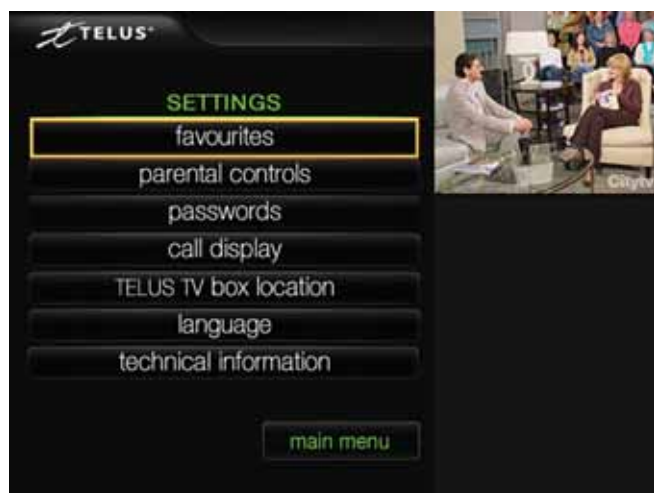 TELUS
SETTINGS
favourites
parental controls
passwords
call display
TELUS TV box location
language
technical information
main menu
Citytv